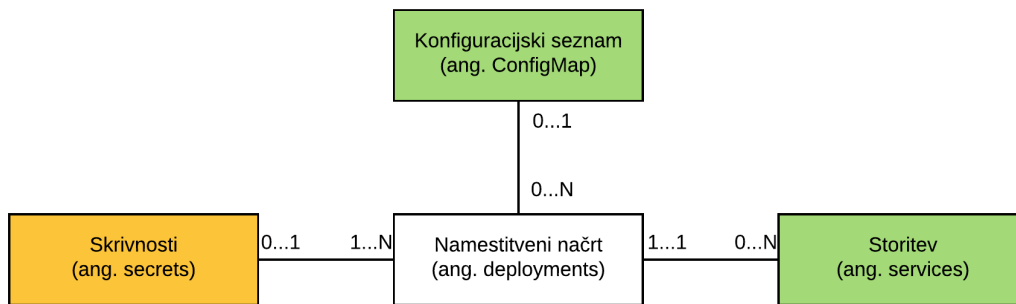 Konfiguracijski seznam
(ang. ConfigMap)
0...1
0...N
Skrivnosti
(ang. secrets)
0...1
1...N
Namestitveni načrt
(ang. deployments)
1...1
0...N
Storitev
(ang. services)